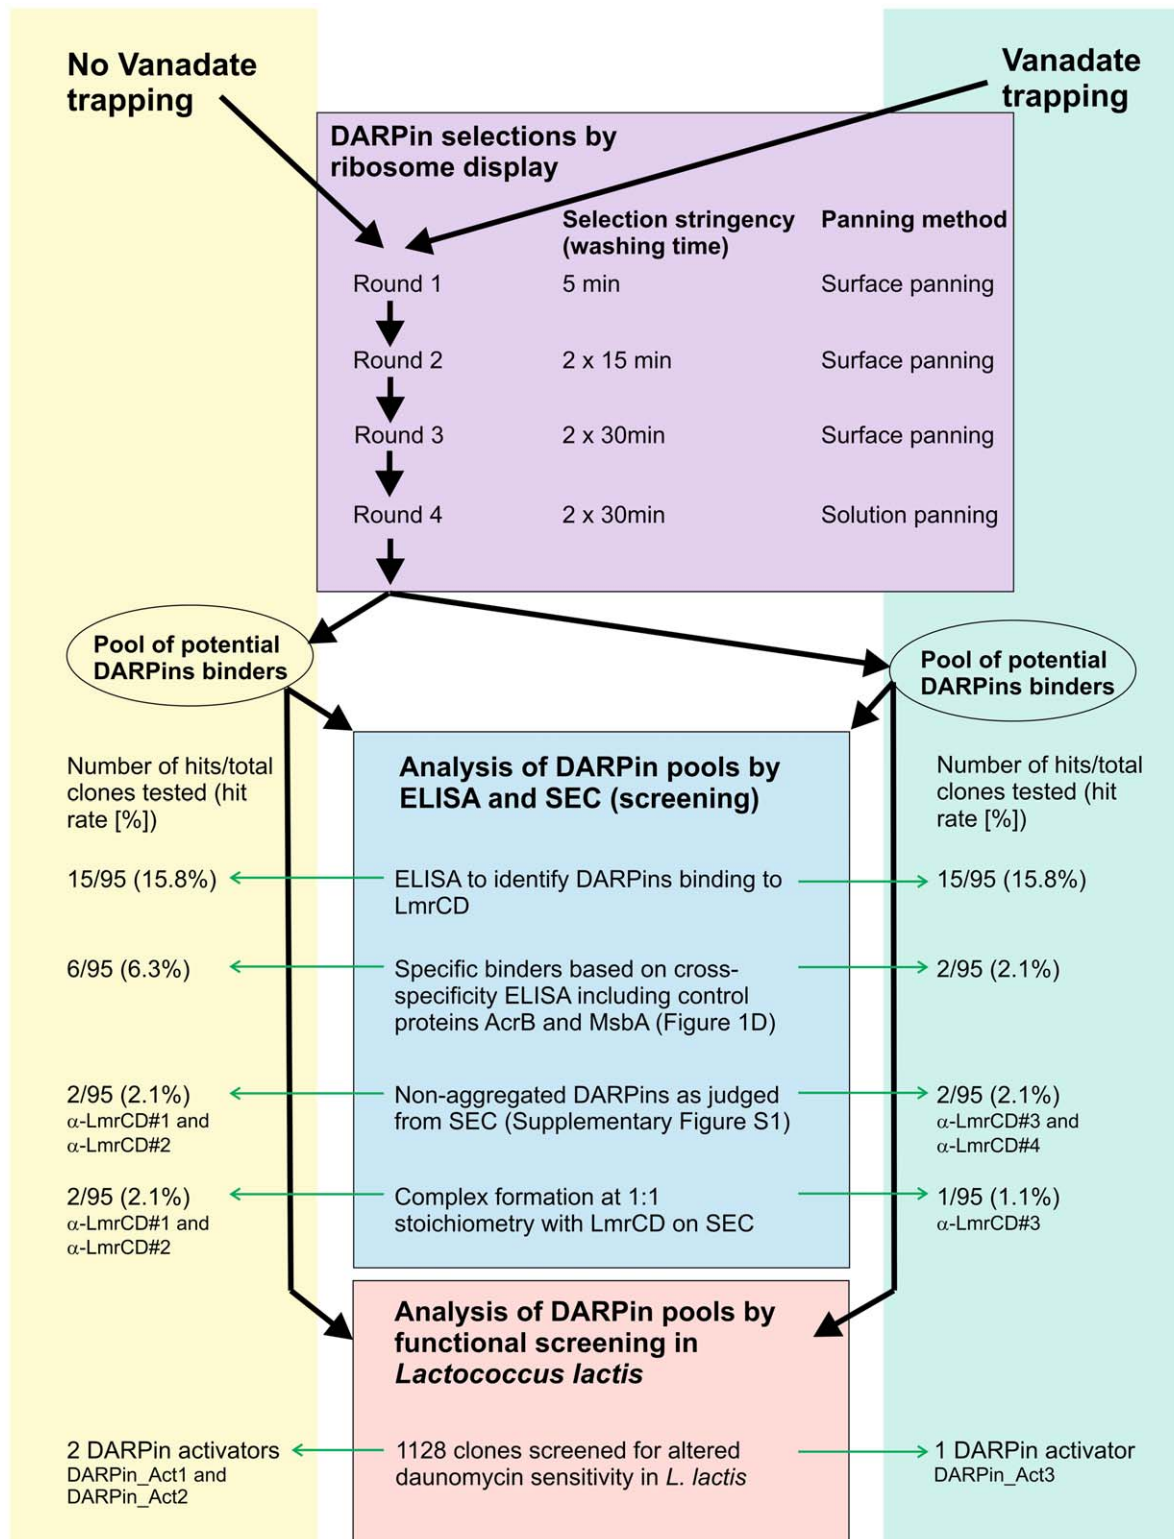 No Vanadate
trapping
Vanadate
trapping
DARPin selections by
ribosome display
Selection stringency
(washing time)
Panning method
Round 1
5 min
Surface panning
Round 2
2 x 15 min
Surface panning
Round 3
2 x 30min
Surface panning
Round 4
2 x 30min
Solution panning
Pool of potential
DARPins binders
Pool of potential
DARPins binders
Number of hits/total
clones tested (hit
rate [%])
Analysis of DARPin pools by
ELISA and SEC (screening)
Number of hits/total
clones tested (hit
rate [%])
15/95 (15.8%)
ELISA to identify DARPins binding to
LmrCD
15/95 (15.8%)
6/95 (6.3%)
Specific binders based on cross-
specificity ELISA including control
proteins AcrB and MsbA (Figure 1D)
2/95 (2.1%)
2/95 (2.1%)
α-LmrCD#1 and
α-LmrCD#2
Non-aggregated DARPins as judged
from SEC (Supplementary Figure S1)
2/95 (2.1%)
α-LmrCD#3 and
α-LmrCD#4
2/95 (2.1%)
α-LmrCD#1 and
α-LmrCD#2
Complex formation at 1:1
stoichiometry with LmrCD on SEC
1/95 (1.1%)
α-LmrCD#3
Analysis of DARPin pools by
functional screening in
Lactococcus lactis
2 DARPin activators
DARPin_Act1 and
DARPin_Act2
1128 clones screened for altered
daunomycin sensitivity in L. lactis
1 DARPin activator
DARPin_Act3